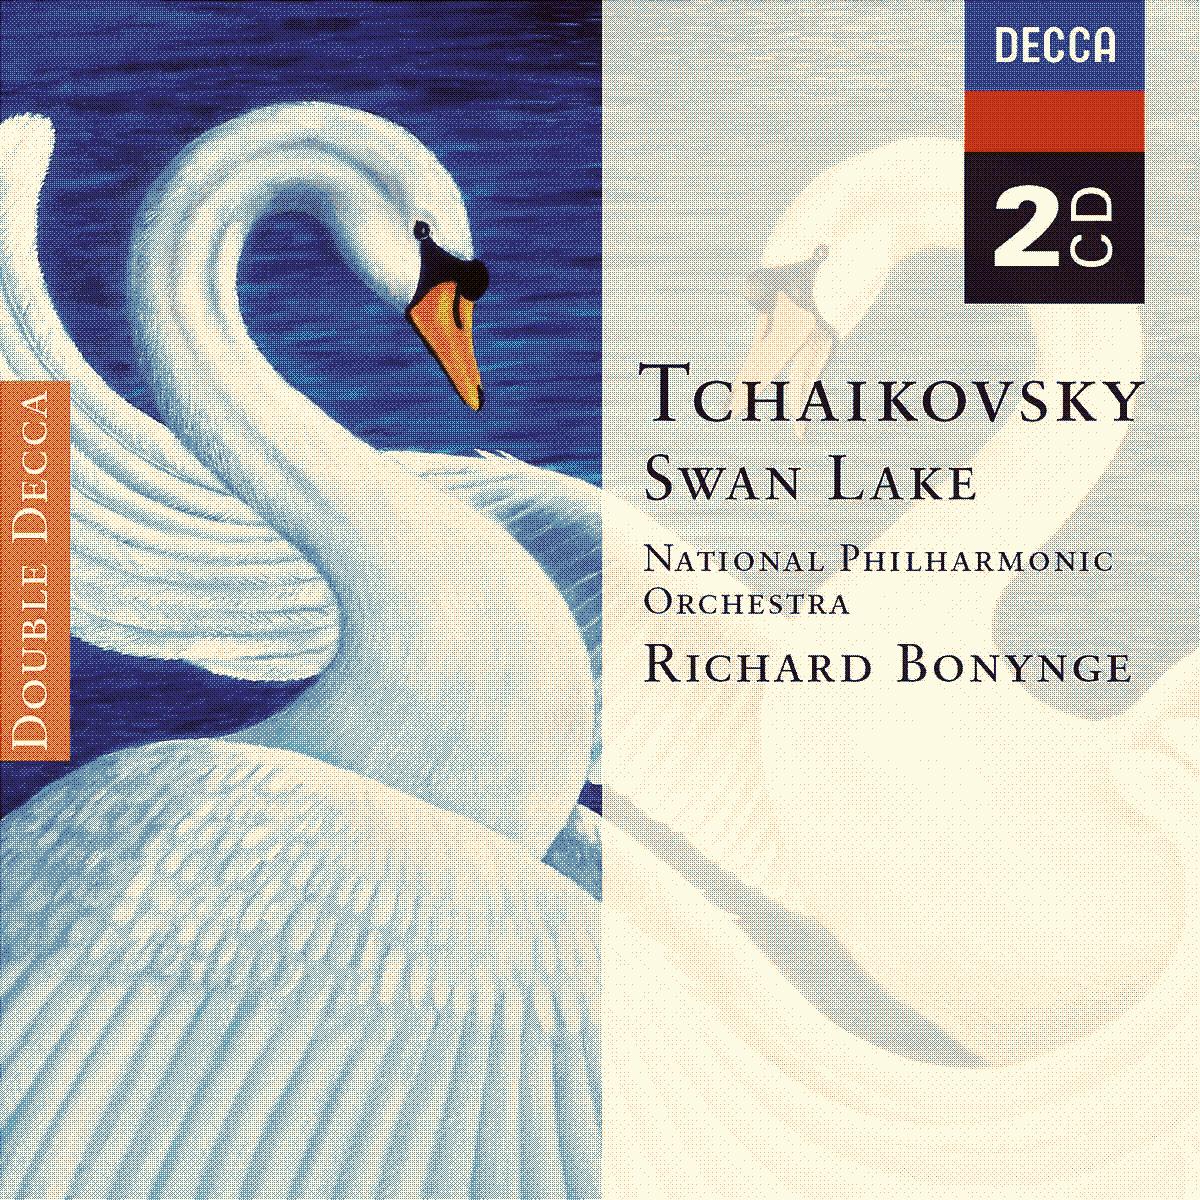 DECCA
2 CD
TCHAIKOVSKY
SWAN LAKE
NATIONAL PHILHARMONIC
ORCHESTRA
RICHARD BONYNGE
DOUBLE DECCA